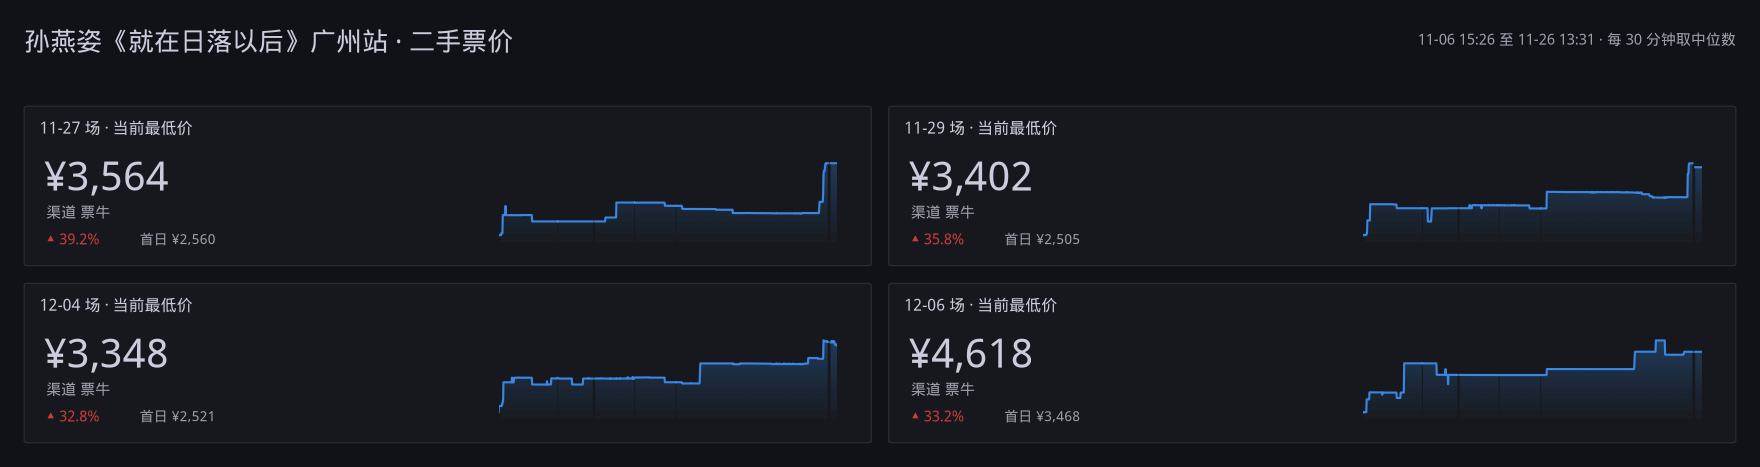 孙燕姿《就在日落以后》广州站 · 二手票价
11-06 15:26 至 11-26 13:31 · 每 30 分钟取中位数
11-27 场 · 当前最低价
¥3,564
渠道 票牛
▲ 39.2% 首日 ¥2,560
11-29 场 · 当前最低价
¥3,402
渠道 票牛
▲ 35.8% 首日 ¥2,505
12-04 场 · 当前最低价
¥3,348
渠道 票牛
▲ 32.8% 首日 ¥2,521
12-06 场 · 当前最低价
¥4,618
渠道 票牛
▲ 33.2% 首日 ¥3,468